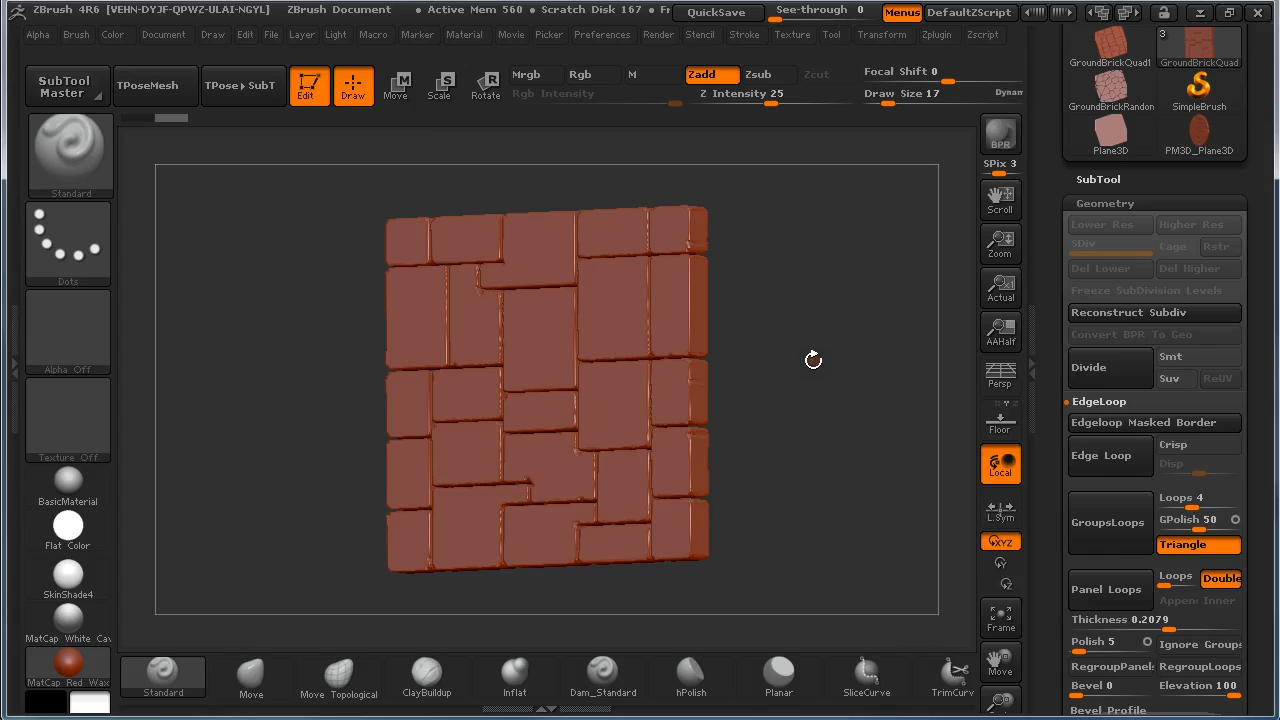 ZBrush 4R6 [VEHN-DYJF-QPWZ-ULAI-NGYL] ZBrush Document • Active Mem 560 • Scratch Disk 167 • Fr QuickSave See-through 0 Menus DefaultZScript
Alpha Brush Color Document Draw Edit File Layer Light Macro Marker Material Movie Picker Preferences Render Stencil Stroke Texture Tool Transform Zplugin Zscript
SubTool Master
TPoseMesh
TPose▸SubT
Edit
Draw
Move
Scale
Rotate
Mrgb Rgb M Zadd Zsub Zcut
Rgb Intensity Z Intensity 25
Focal Shift 0
Draw Size 17 Dynam
Standard
Dots
Alpha Off
Texture Off
BasicMaterial
Flat Color
SkinShade4
MatCap White Cav
MatCap Red Wax
BPR
SPix 3
Scroll
Zoom
Actual
AAHalf
Persp
Floor
Local
L.Sym
XYZ
Frame
Move
Standard Move Move Topological ClayBuildup Inflat Dam_Standard hPolish Planar SliceCurve TrimCurv
3
GroundBrickQuad1 GroundBrickQuad
GroundBrickRandon SimpleBrush
Plane3D PM3D_Plane3D
SubTool
Geometry
Lower Res Higher Res
SDiv Cage Rstr
Del Lower Del Higher
Freeze SubDivision Levels
Reconstruct Subdiv
Convert BPR To Geo
Divide Smt
Suv ReUV
EdgeLoop
Edgeloop Masked Border
Edge Loop Crisp
Disp
GroupsLoops Loops 4
GPolish 50
Triangle
Panel Loops Loops Double
Append Inner
Thickness 0.2079
Polish 5 Ignore Groups
RegroupPanels RegroupLoops
Bevel 0 Elevation 100
Bevel Profile